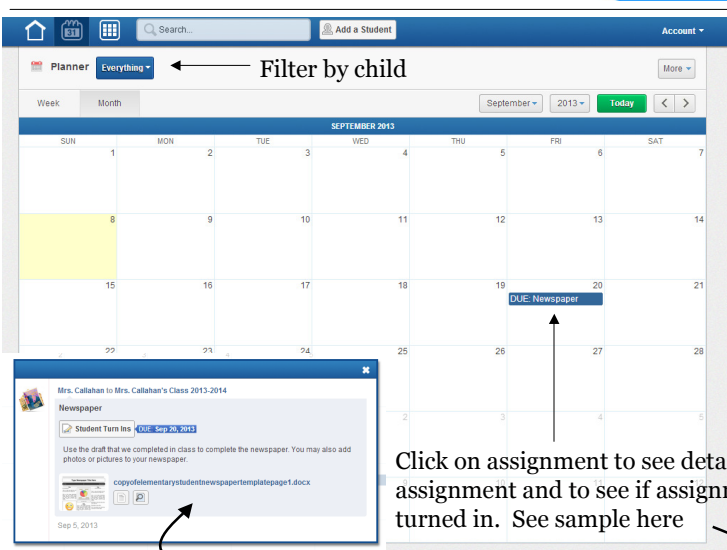 31 Search... Add a Student Account
Planner Everything Filter by child More
Week Month September 2013 Today < >
SEPTEMBER 2013
SUN MON TUE WED THU FRI SAT
1 2 3 4 5 6 7
8 9 10 11 12 13 14
15 16 17 18 19 20 21
DUE: Newspaper
22 23 24 25 26 27 28
Mrs. Callahan to Mrs. Callahan's Class 2013-2014
Newspaper
Student Turn Ins DUE: Sep 20, 2013
2 3 4 5
Use the draft that we completed in class to complete the newspaper. You may also add
photos or pictures to your newspaper.
copyofelementarystudentnewspapertemplatepage1.docx
Sep 5, 2013
Click on assignment to see
assignment and to see if
turned in. See sample here